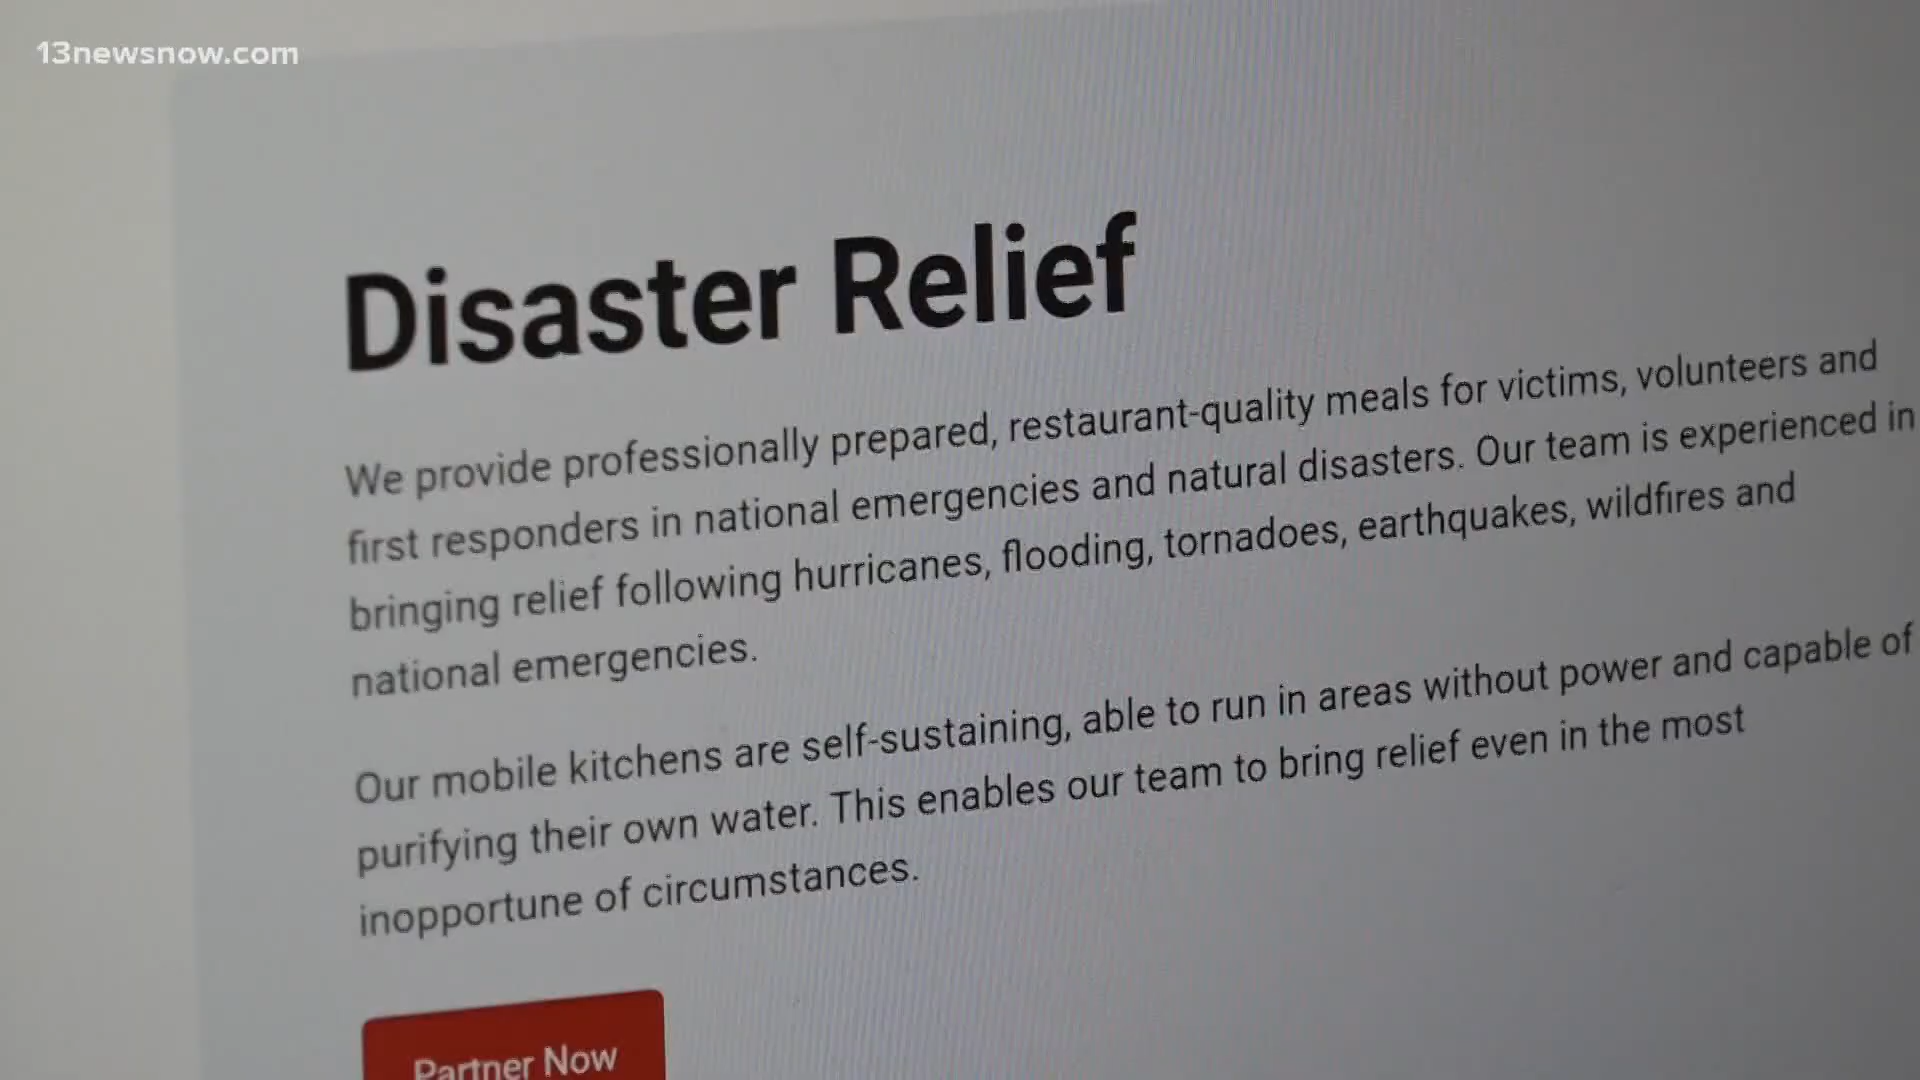 13newsnow.com
Disaster Relief
We provide professionally prepared, restaurant-quality meals for victims, volunteers and
first responders in national emergencies and natural disasters. Our team is experienced in
bringing relief following hurricanes, flooding, tornadoes, earthquakes, wildfires and
national emergencies.
Our mobile kitchens are self-sustaining, able to run in areas without power and capable of
purifying their own water. This enables our team to bring relief even in the most
inopportune of circumstances.
Partner Now